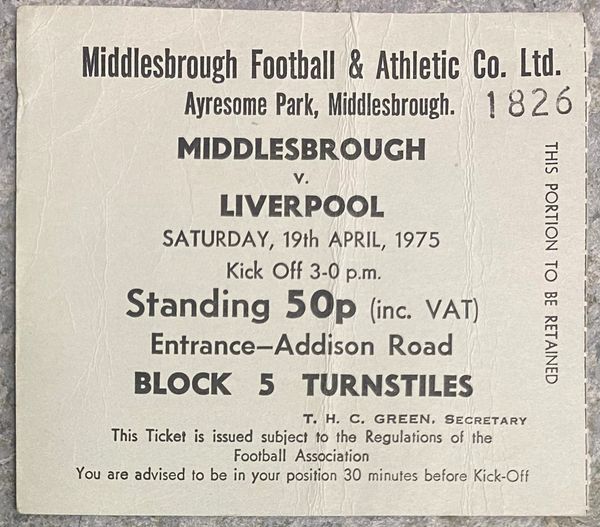 Middlesbrough Football & Athletic Co. Ltd.
Ayresome Park, Middlesbrough.
1826
MIDDLESBROUGH
v.
LIVERPOOL
SATURDAY, 19th APRIL, 1975
Kick Off 3-0 p.m.
Standing 50p (inc. VAT)
Entrance–Addison Road
BLOCK 5 TURNSTILES
T. H. C. GREEN, SECRETARY
This Ticket is issued subject to the Regulations of the
Football Association
You are advised to be in your position 30 minutes before Kick-Off
THIS PORTION TO BE RETAINED